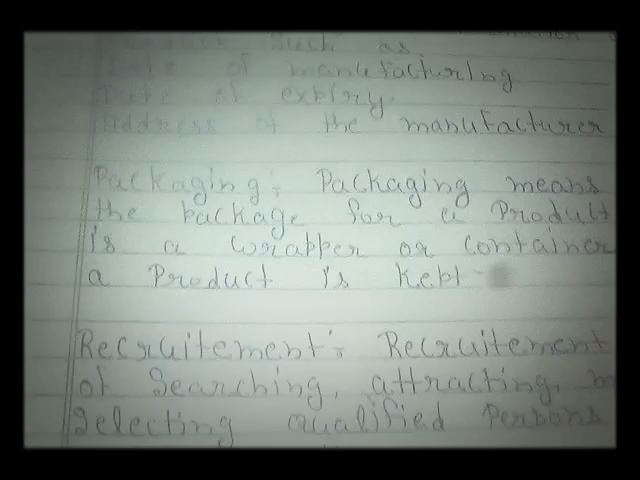 Product such as
Date of manufacturing
Date of expiry
Address of the manufacturer
Packaging:- Packaging means
the package for a Product
is a wrapper or container
a Product is kept
Recruitement:- Recruitement
of Searching, attracting,
Selecting qualified Persons